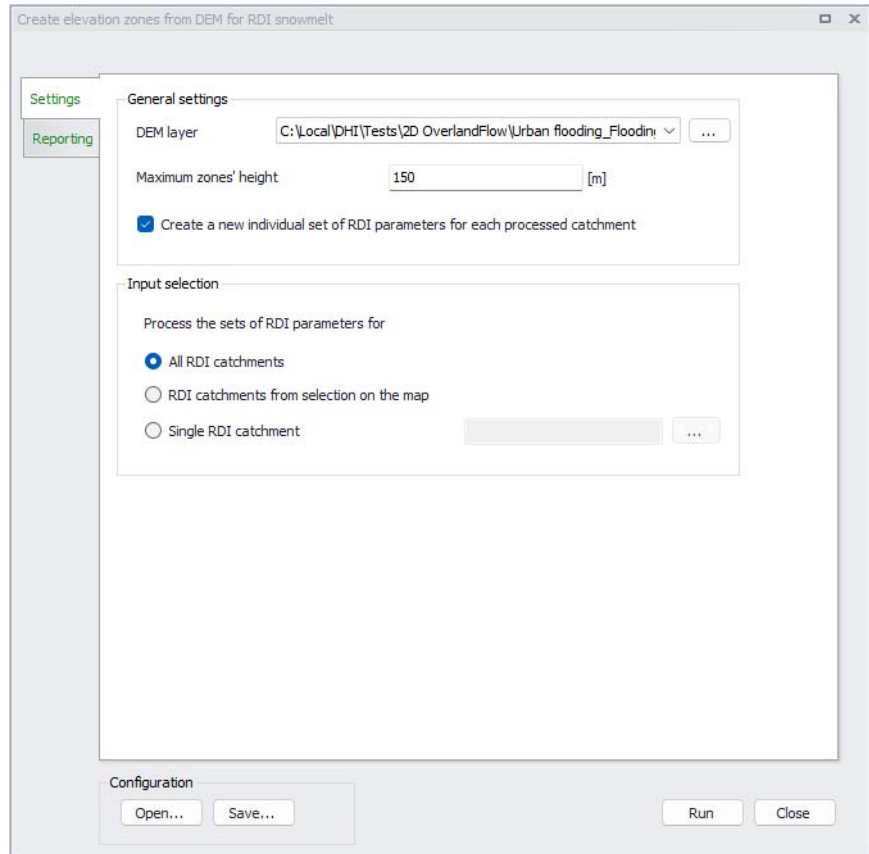 Create elevation zones from DEM for RDI snowmelt
Settings
Reporting
General settings
DEM layer C:\Local\DHI\Tests\2D OverlandFlow\Urban flooding_Flooding ...
Maximum zones' height 150 [m]
Create a new individual set of RDI parameters for each processed catchment
Input selection
Process the sets of RDI parameters for
All RDI catchments
RDI catchments from selection on the map
Single RDI catchment ...
Configuration
Open... Save... Run Close